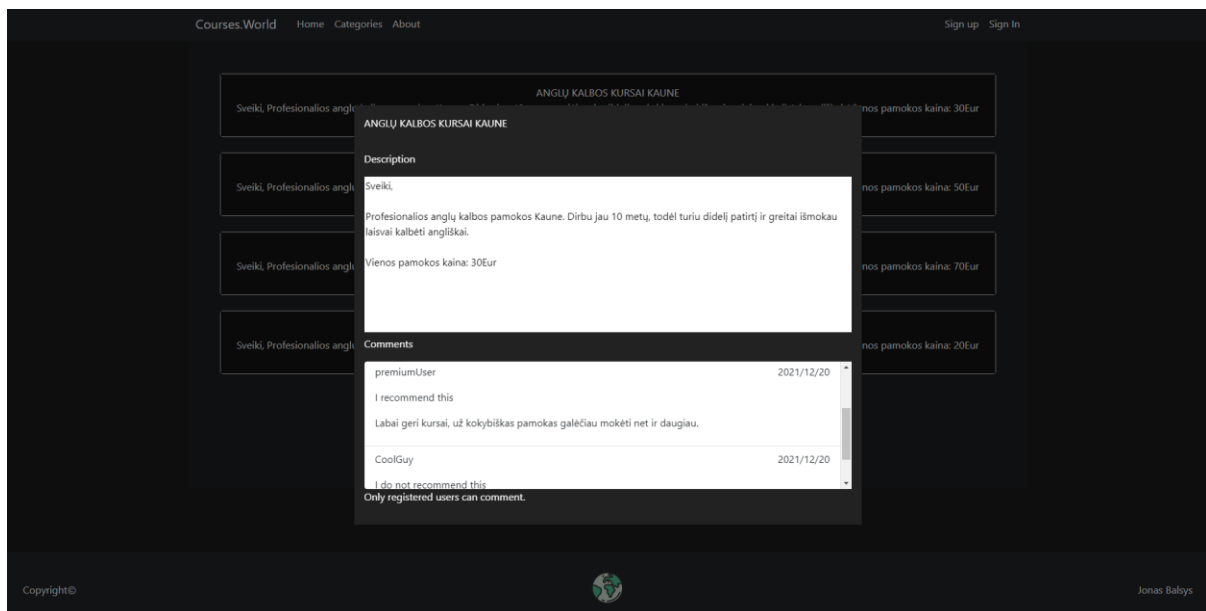 Courses.World Home Categories About Sign up Sign In
ANGLŲ KALBOS KURSAI KAUNE
Sveiki, Profesionalios anglų
nos pamokos kaina: 30Eur
ANGLŲ KALBOS KURSAI KAUNE
Description
Sveiki,
Profesionalios anglų kalbos pamokos Kaune. Dirbu jau 10 metų, todėl turiu didelį patirtį ir greitai išmokau
laisvai kalbėti angliškai.
Vienos pamokos kaina: 30Eur
Sveiki, Profesionalios anglų
nos pamokos kaina: 50Eur
Sveiki, Profesionalios anglų
nos pamokos kaina: 70Eur
Sveiki, Profesionalios anglų
nos pamokos kaina: 20Eur
Comments
premiumUser 2021/12/20
I recommend this
Labai geri kursai, už kokybiškas pamokas galėčiau mokėti net ir daugiau.
CoolGuy 2021/12/20
I do not recommend this
Only registered users can comment.
Copyright© Jonas Balsys